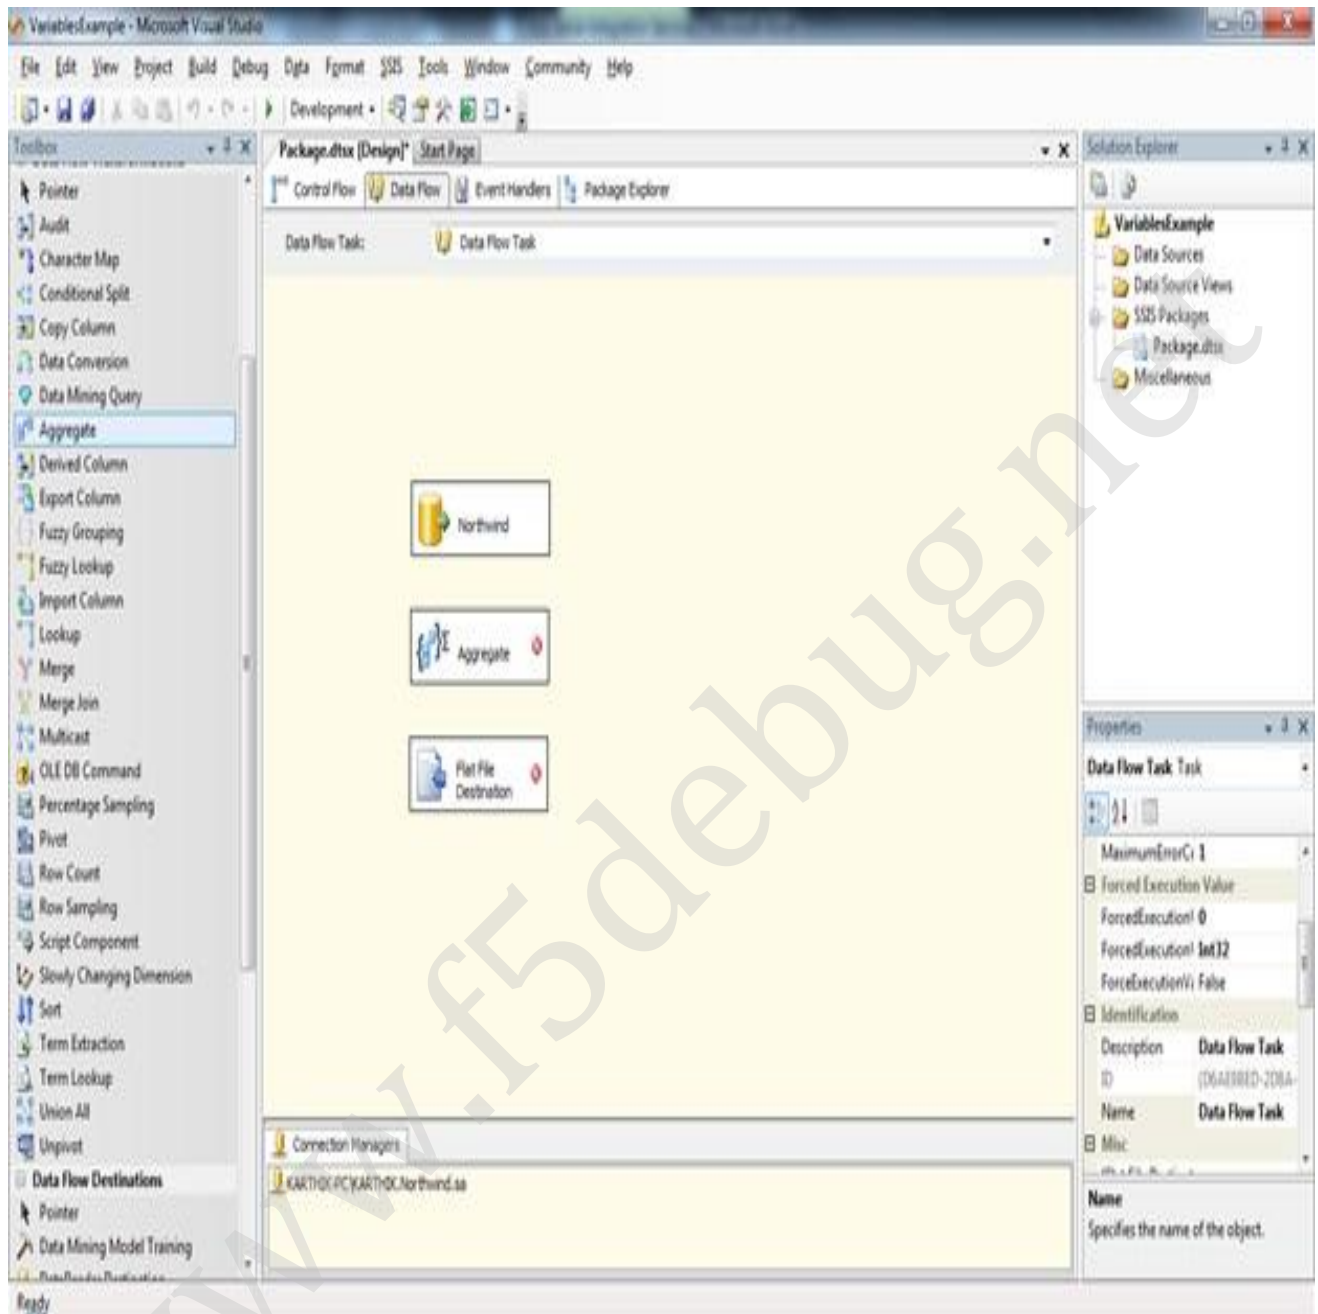 VariablesExample - Microsoft Visual Studio
File Edit View Project Build Debug Data Format SSIS Tools Window Community Help
Development
Toolbox
Pointer
Audit
Character Map
Conditional Split
Copy Column
Data Conversion
Data Mining Query
Aggregate
Derived Column
Export Column
Fuzzy Grouping
Fuzzy Lookup
Import Column
Lookup
Merge
Merge Join
Multicast
OLE DB Command
Percentage Sampling
Pivot
Row Count
Row Sampling
Script Component
Slowly Changing Dimension
Sort
Term Extraction
Term Lookup
Union All
Unpivot
Data Flow Destinations
Pointer
Data Mining Model Training
Package.dtsx [Design]* Start Page
Control Flow Data Flow Event Handlers Package Explorer
Data Flow Task: Data Flow Task
Northwind
Aggregate
Flat File
Destination
Connection Managers
KARTHIK-PC\KARTHIK.Northwind.sa
Solution Explorer
VariablesExample
Data Sources
Data Source Views
SSIS Packages
Package.dtsx
Miscellaneous
Properties
Data Flow Task Task
MaximumErrorC 1
Forced Execution Value
ForcedExecution 0
ForcedExecution Int32
ForceExecutionV False
Identification
Description Data Flow Task
ID
Name Data Flow Task
Misc
Name
Specifies the name of the object.
Ready
www.f5debug.net